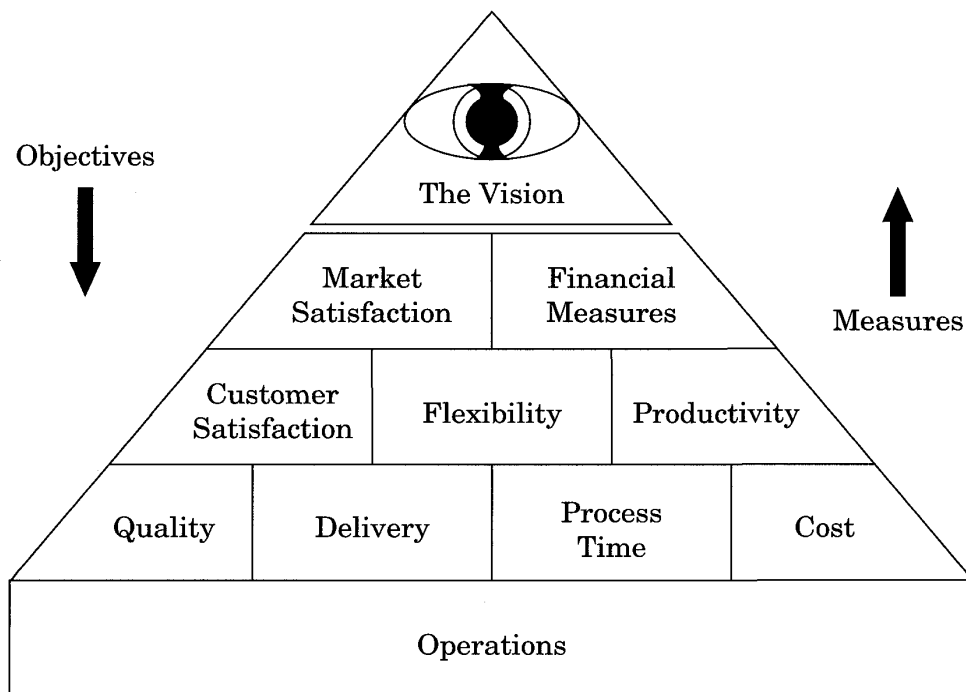 Objectives
The Vision
Measures
Market
Satisfaction
Financial
Measures
Customer
Satisfaction
Flexibility
Productivity
Quality
Delivery
Process
Time
Cost
Operations